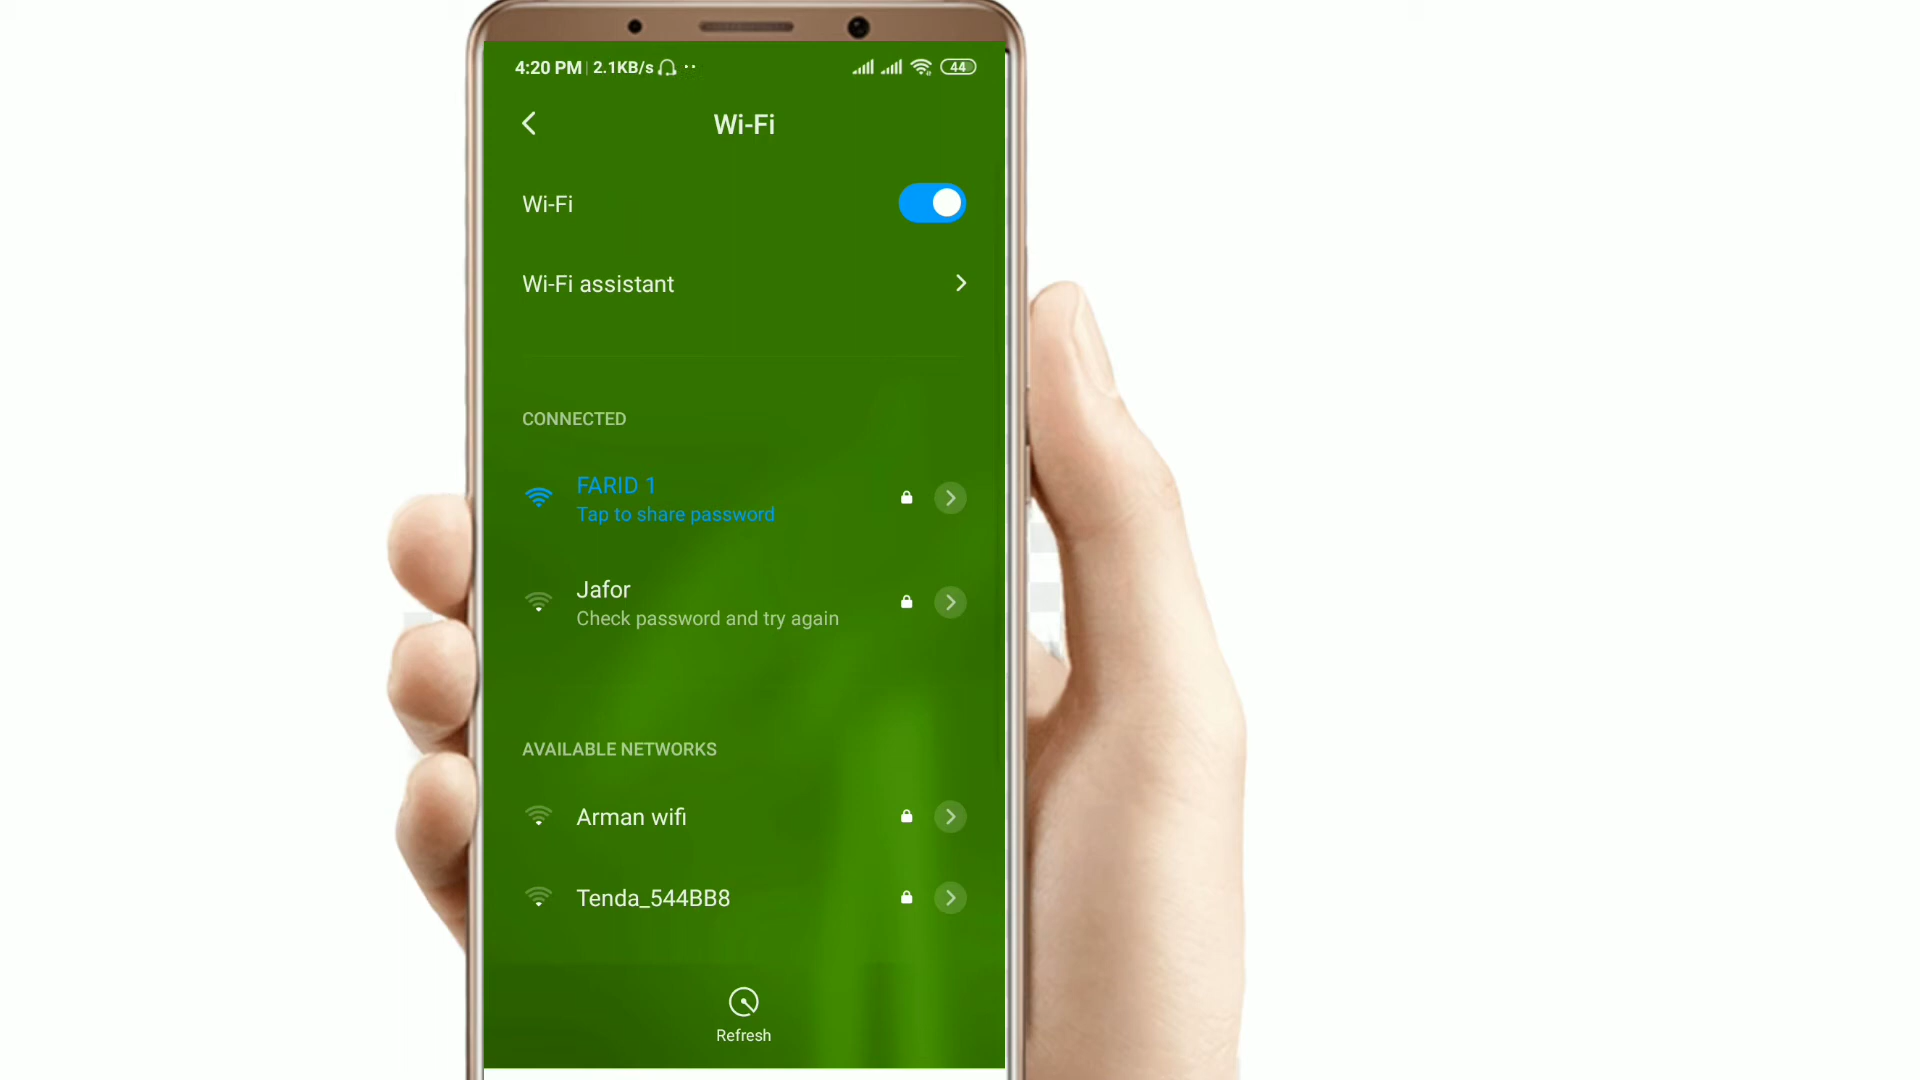 4:20 PM 2.1KB/s 44
Wi-Fi
Wi-Fi
Wi-Fi assistant
CONNECTED
FARID 1
Tap to share password
Jafor
Check password and try again
AVAILABLE NETWORKS
Arman wifi
Tenda_544BB8
Refresh